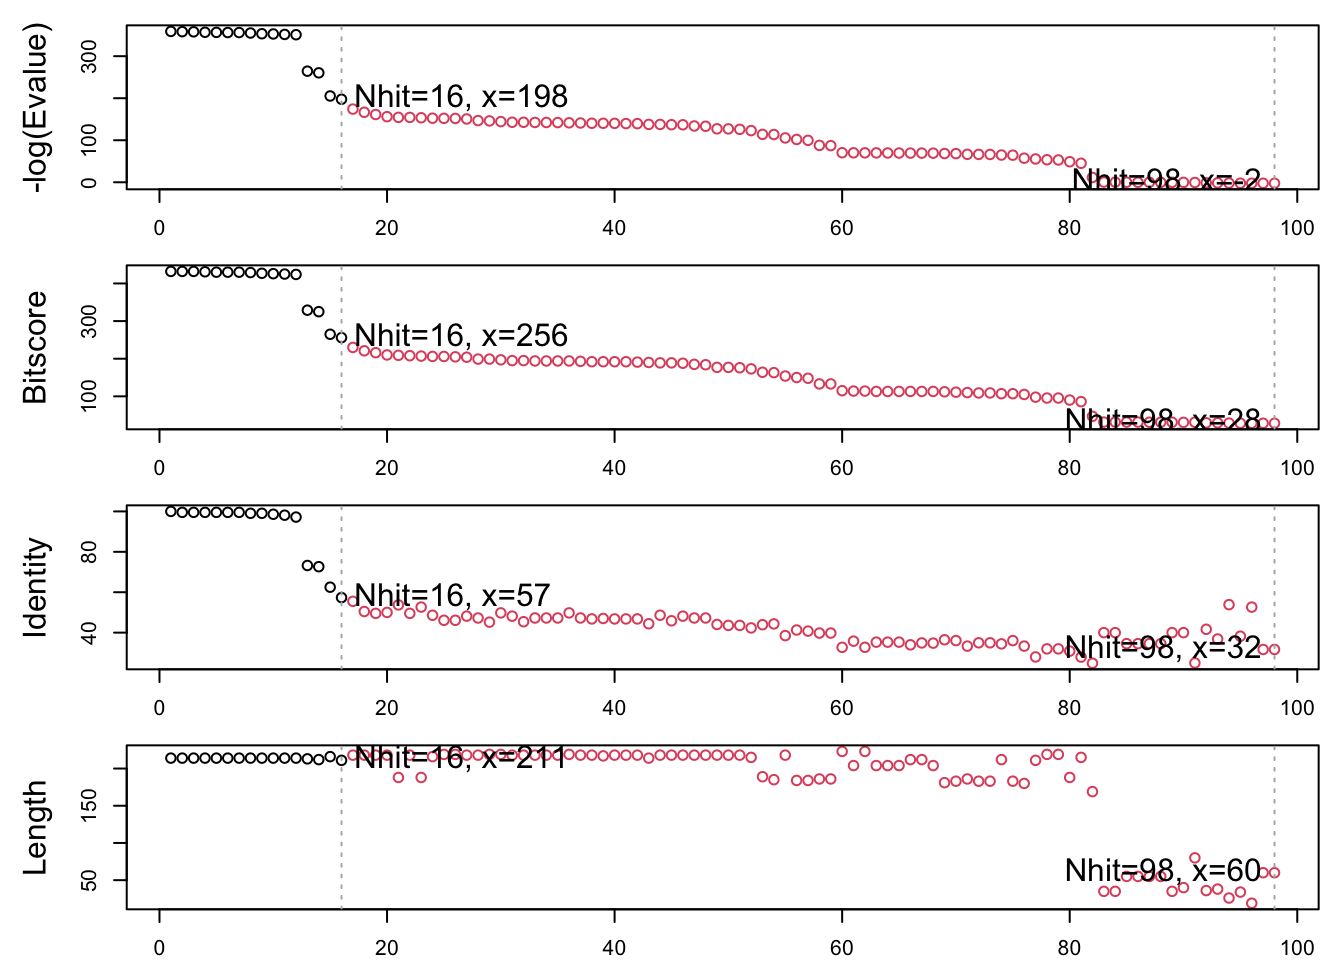 -log(Evalue)
300
100
0
Nhit=16, x=198
Nhit=98, x=-2
0 20 40 60 80 100
Bitscore
300
100
Nhit=16, x=256
Nhit=98, x=28
0 20 40 60 80 100
Identity
80
40
Nhit=16, x=57
Nhit=98, x=32
0 20 40 60 80 100
Length
150
50
Nhit=16, x=211
Nhit=98, x=60
0 20 40 60 80 100